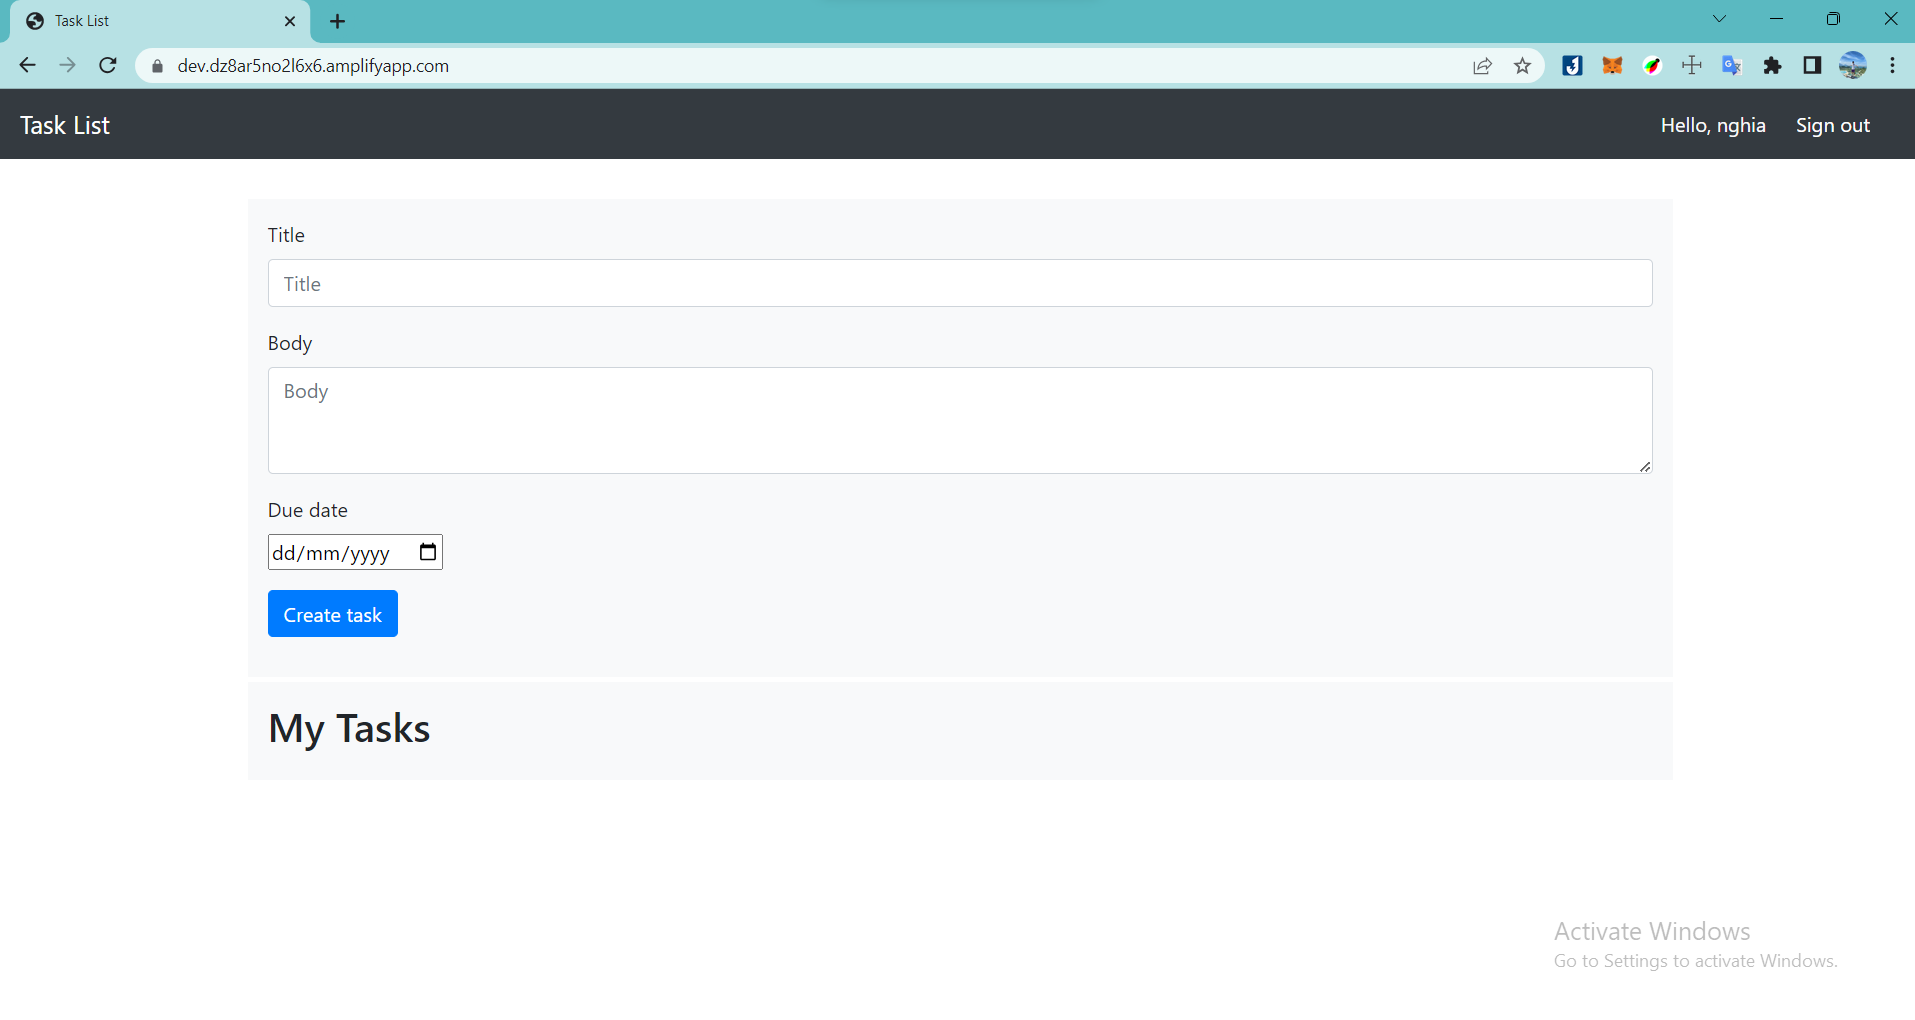 Task List
dev.dz8ar5no2l6x6.amplifyapp.com
Task List
Hello, nghia
Sign out
Title
Title
Body
Body
Due date
dd/mm/yyyy
Create task
My Tasks
Activate Windows
Go to Settings to activate Windows.